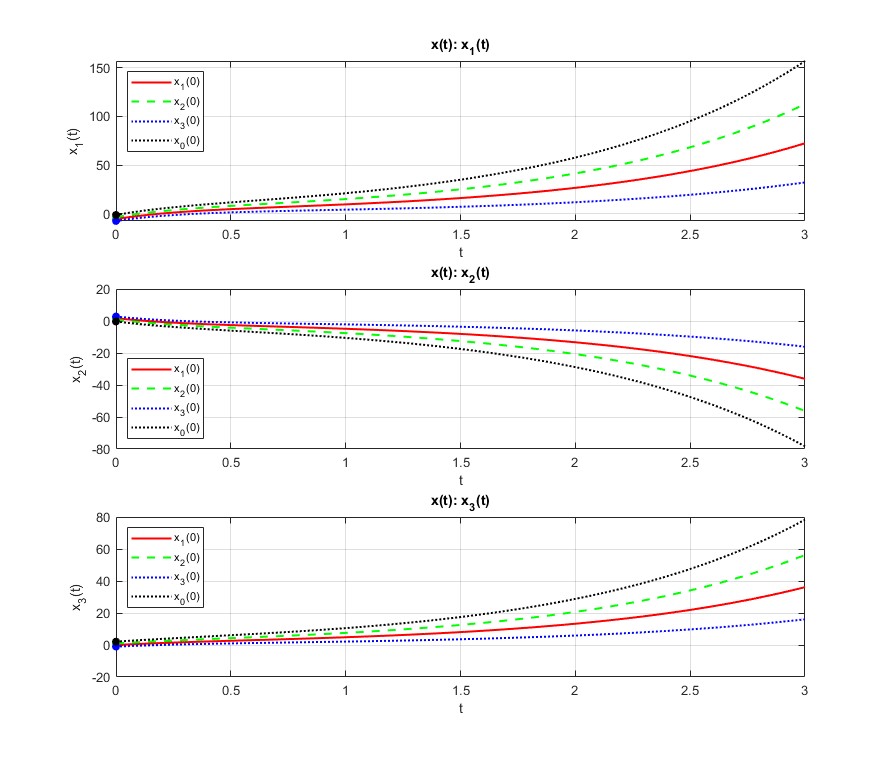 x(t): x₁(t)
150
100
50
0
x₁(t)
x₁(0)
x₂(0)
x₃(0)
x₀(0)
0 0.5 1 1.5 2 2.5 3
t
x(t): x₂(t)
20
0
-20
-40
-60
-80
x₂(t)
x₁(0)
x₂(0)
x₃(0)
x₀(0)
0 0.5 1 1.5 2 2.5 3
t
x(t): x₃(t)
80
60
40
20
0
-20
x₃(t)
x₁(0)
x₂(0)
x₃(0)
x₀(0)
0 0.5 1 1.5 2 2.5 3
t